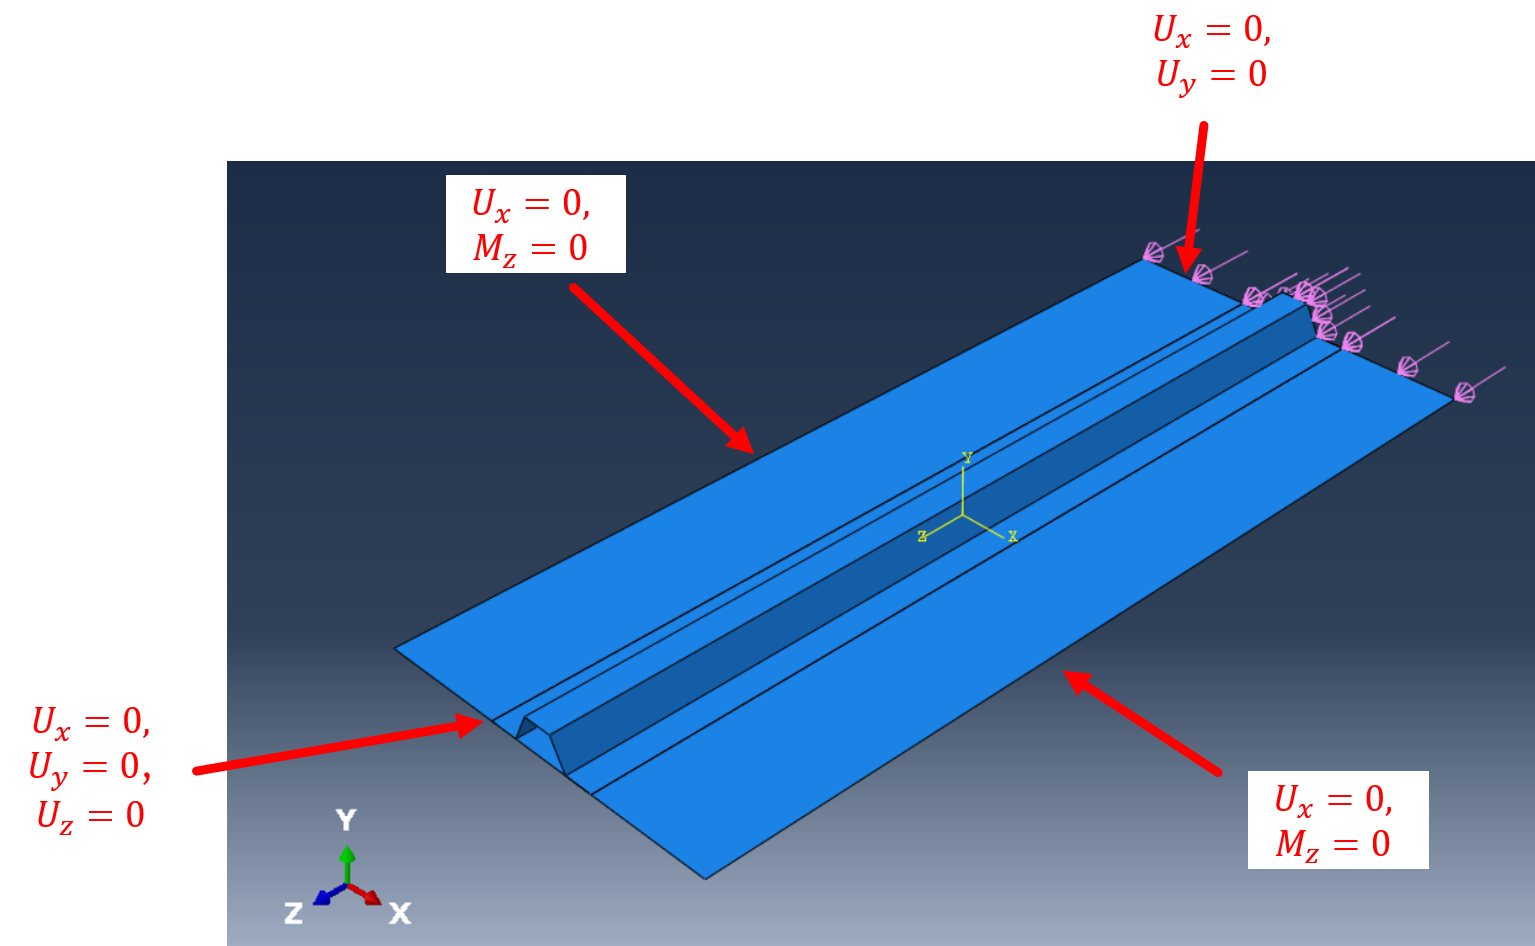 U_x = 0,
U_y = 0
U_x = 0,
M_z = 0
Y
Z
X
U_x = 0,
U_y = 0,
U_z = 0
U_x = 0,
M_z = 0
Y
Z
X